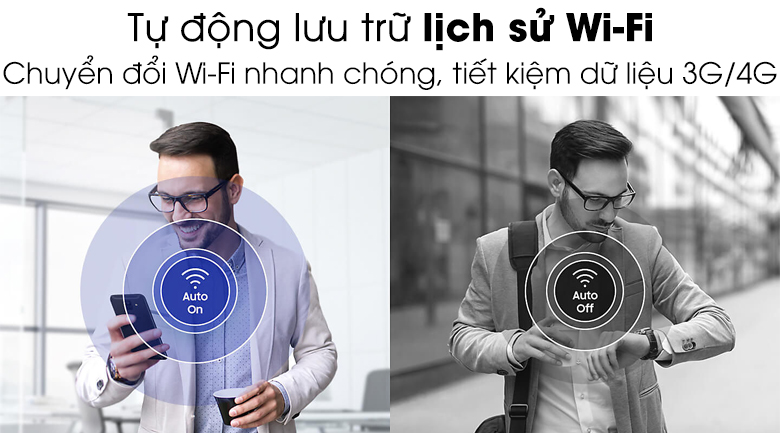 Tự động lưu trữ lịch sử Wi-Fi
Chuyển đổi Wi-Fi nhanh chóng, tiết kiệm dữ liệu 3G/4G
Auto
On
Auto
Off